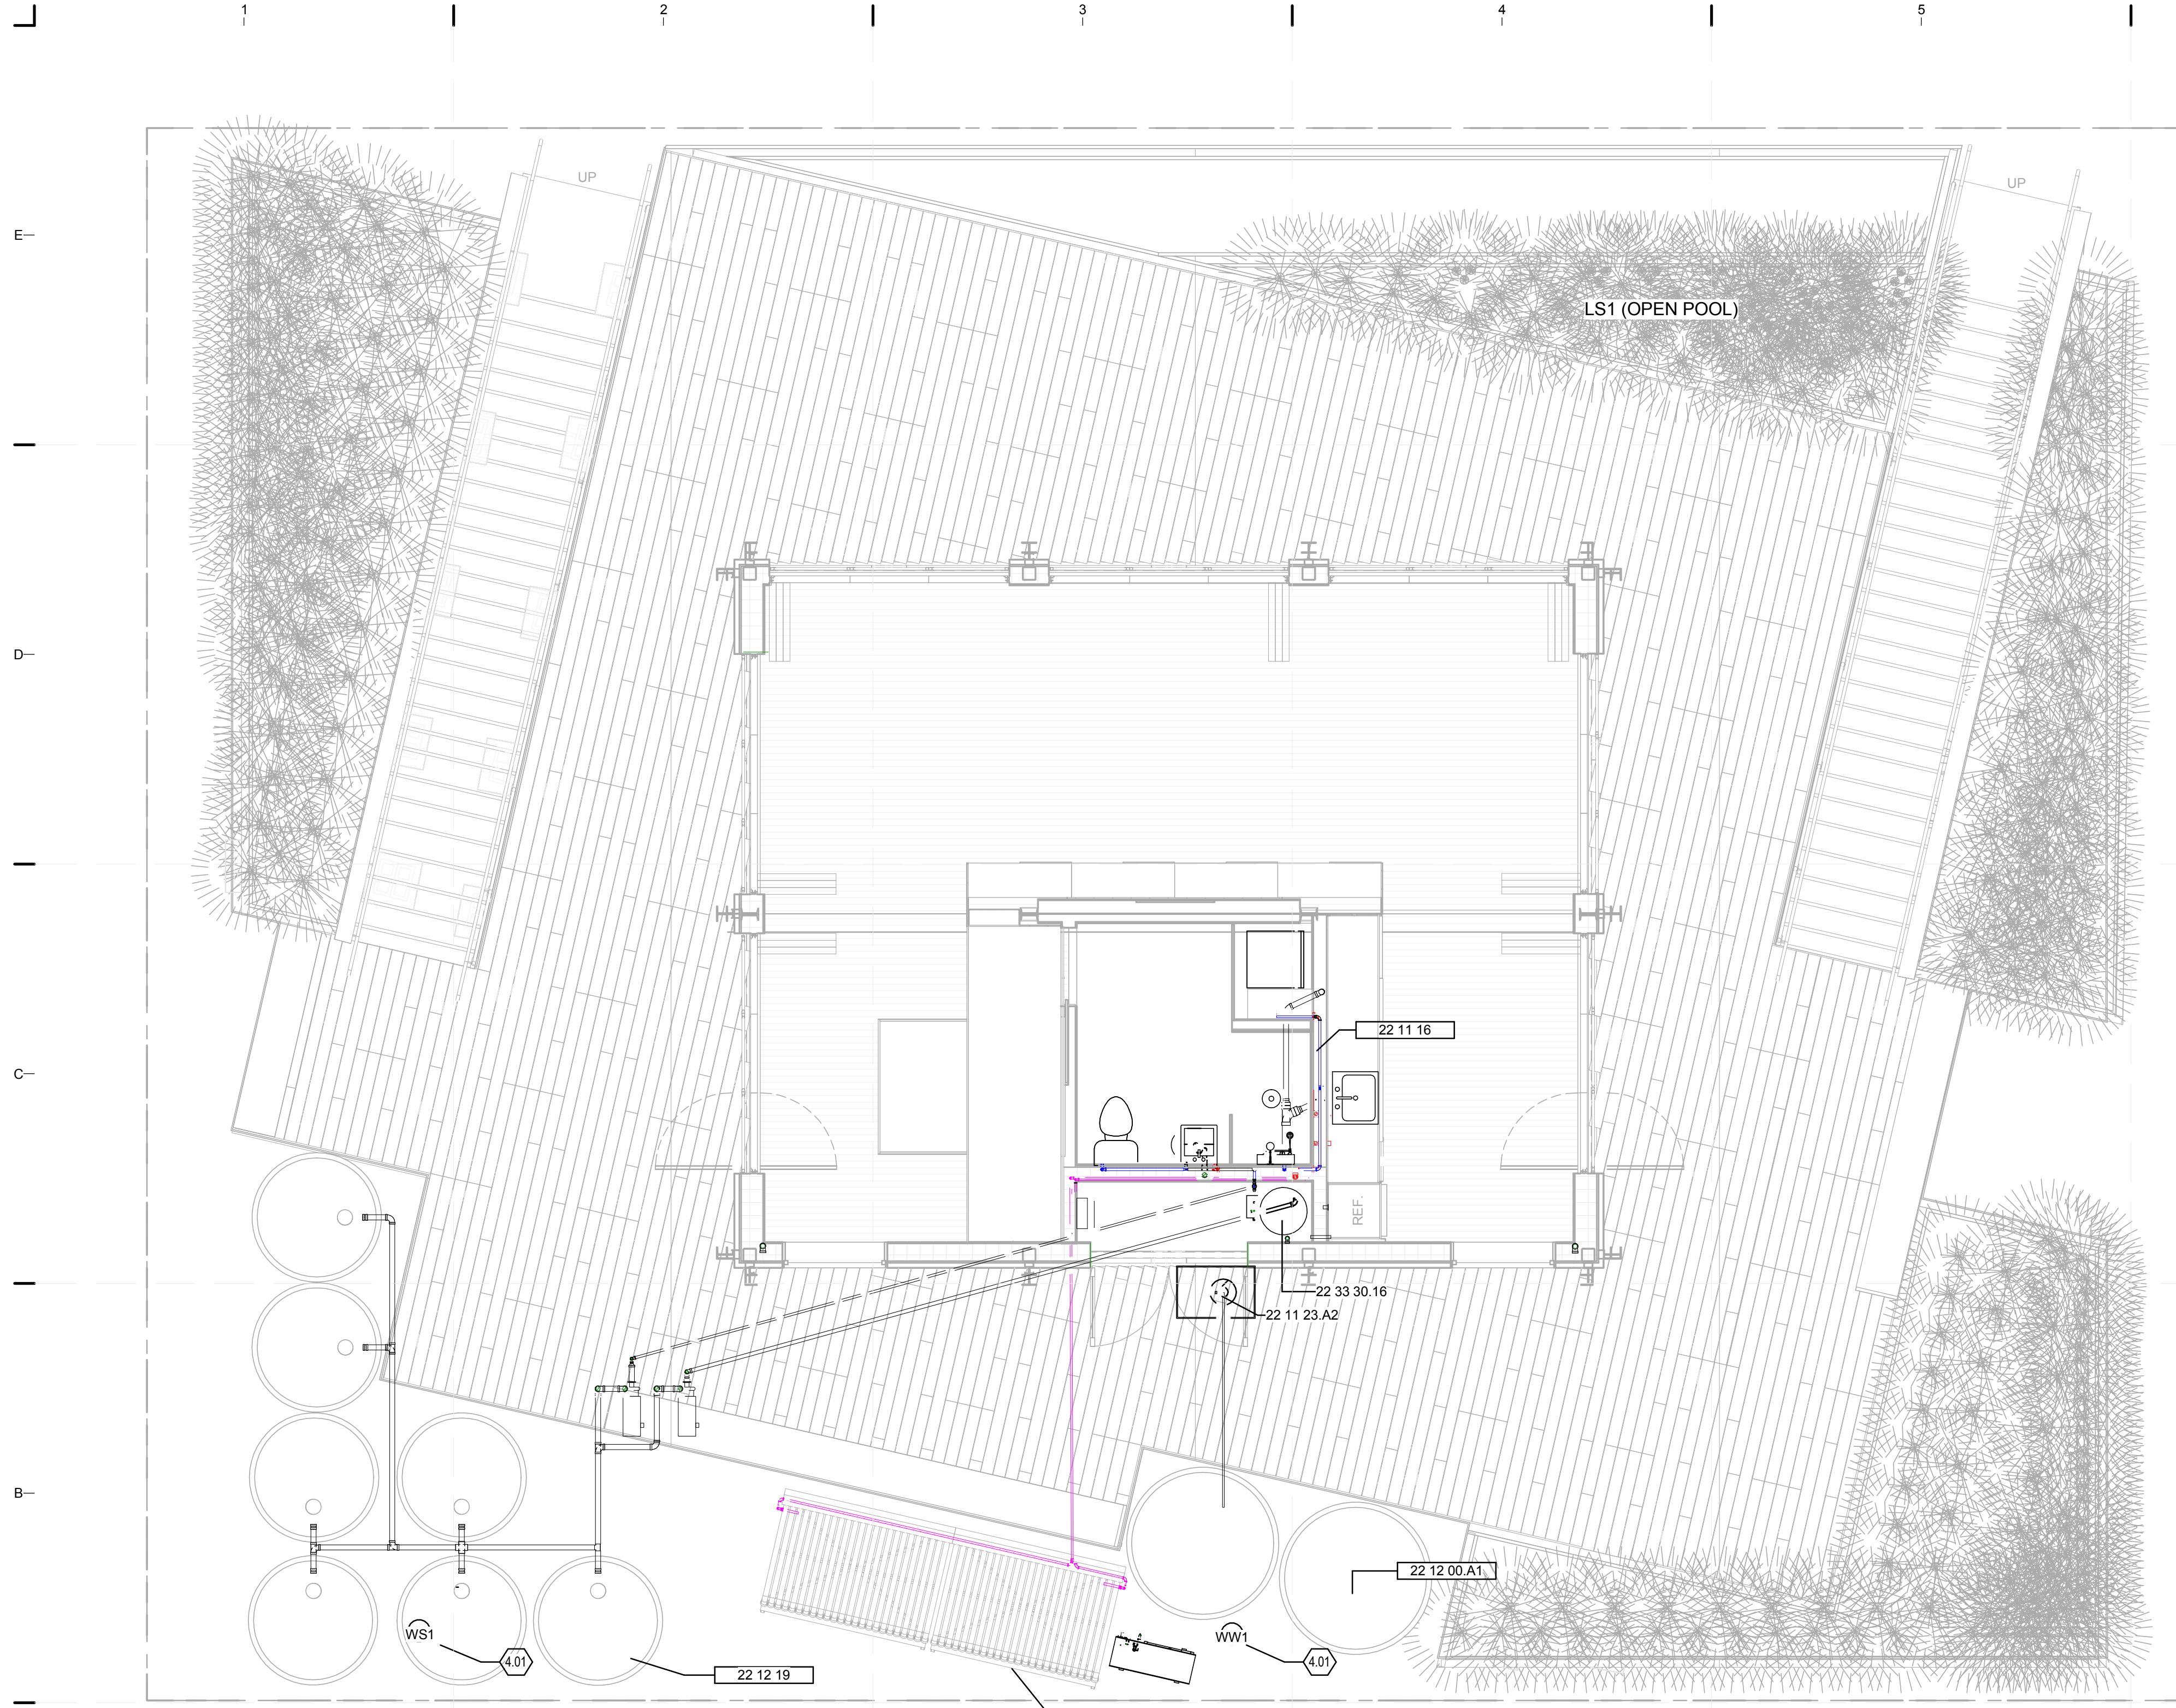 1 2 3 4 5
UP
UP
E
LS1 (OPEN POOL)
D
22 11 16
C
REF.
22 33 30.16
22 11 23.A2
B
22 12 00.A1
WS1
4.01
WW1
4.01
22 12 19